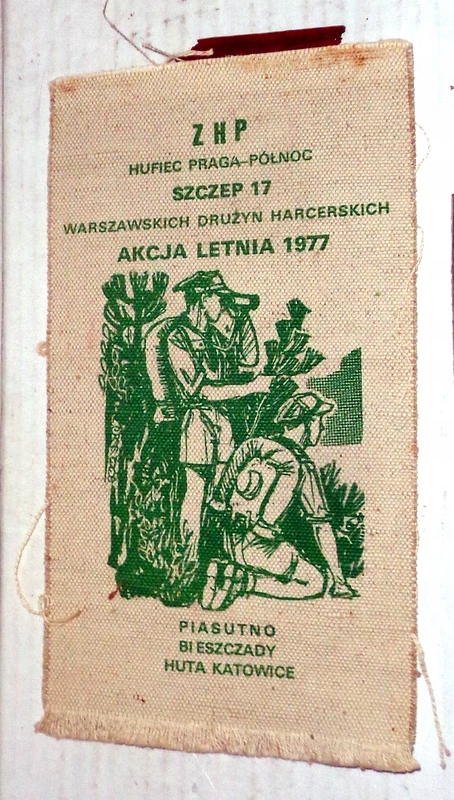 ZHP
HUFIEC PRAGA-PÓŁNOC
SZCZEP 17
WARSZAWSKICH DRUŻYN HARCERSKICH
AKCJA LETNIA 1977
PIASUTNO
BIESZCZADY
HUTA KATOWICE